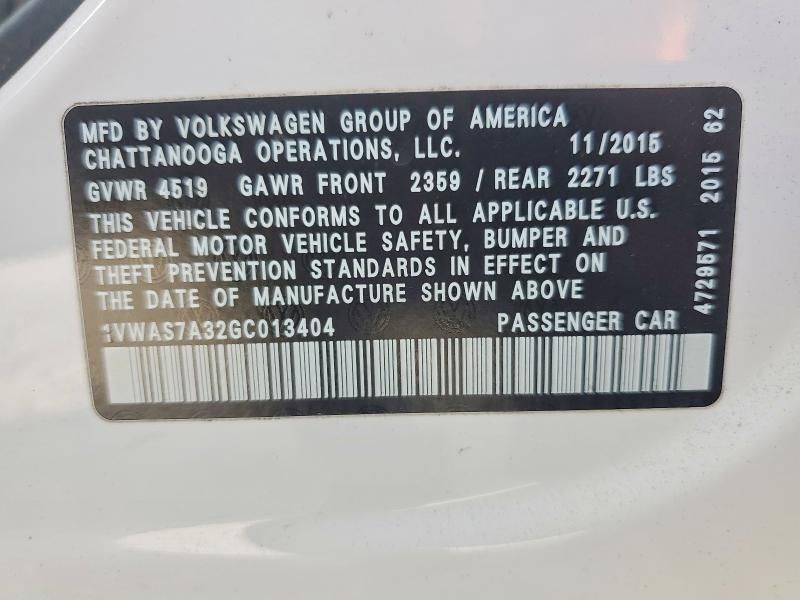 MFD BY VOLKSWAGEN GROUP OF AMERICA
CHATTANOOGA OPERATIONS, LLC. 11/2015
GVWR 4519 GAWR FRONT 2359 / REAR 2271 LBS
THIS VEHICLE CONFORMS TO ALL APPLICABLE U.S.
FEDERAL MOTOR VEHICLE SAFETY, BUMPER AND
THEFT PREVENTION STANDARDS IN EFFECT ON
THE DATE OF MANUFACTURE SHOWN ABOVE
1VWAS7A32GC013404 PASSENGER CAR
4729571 2015 62